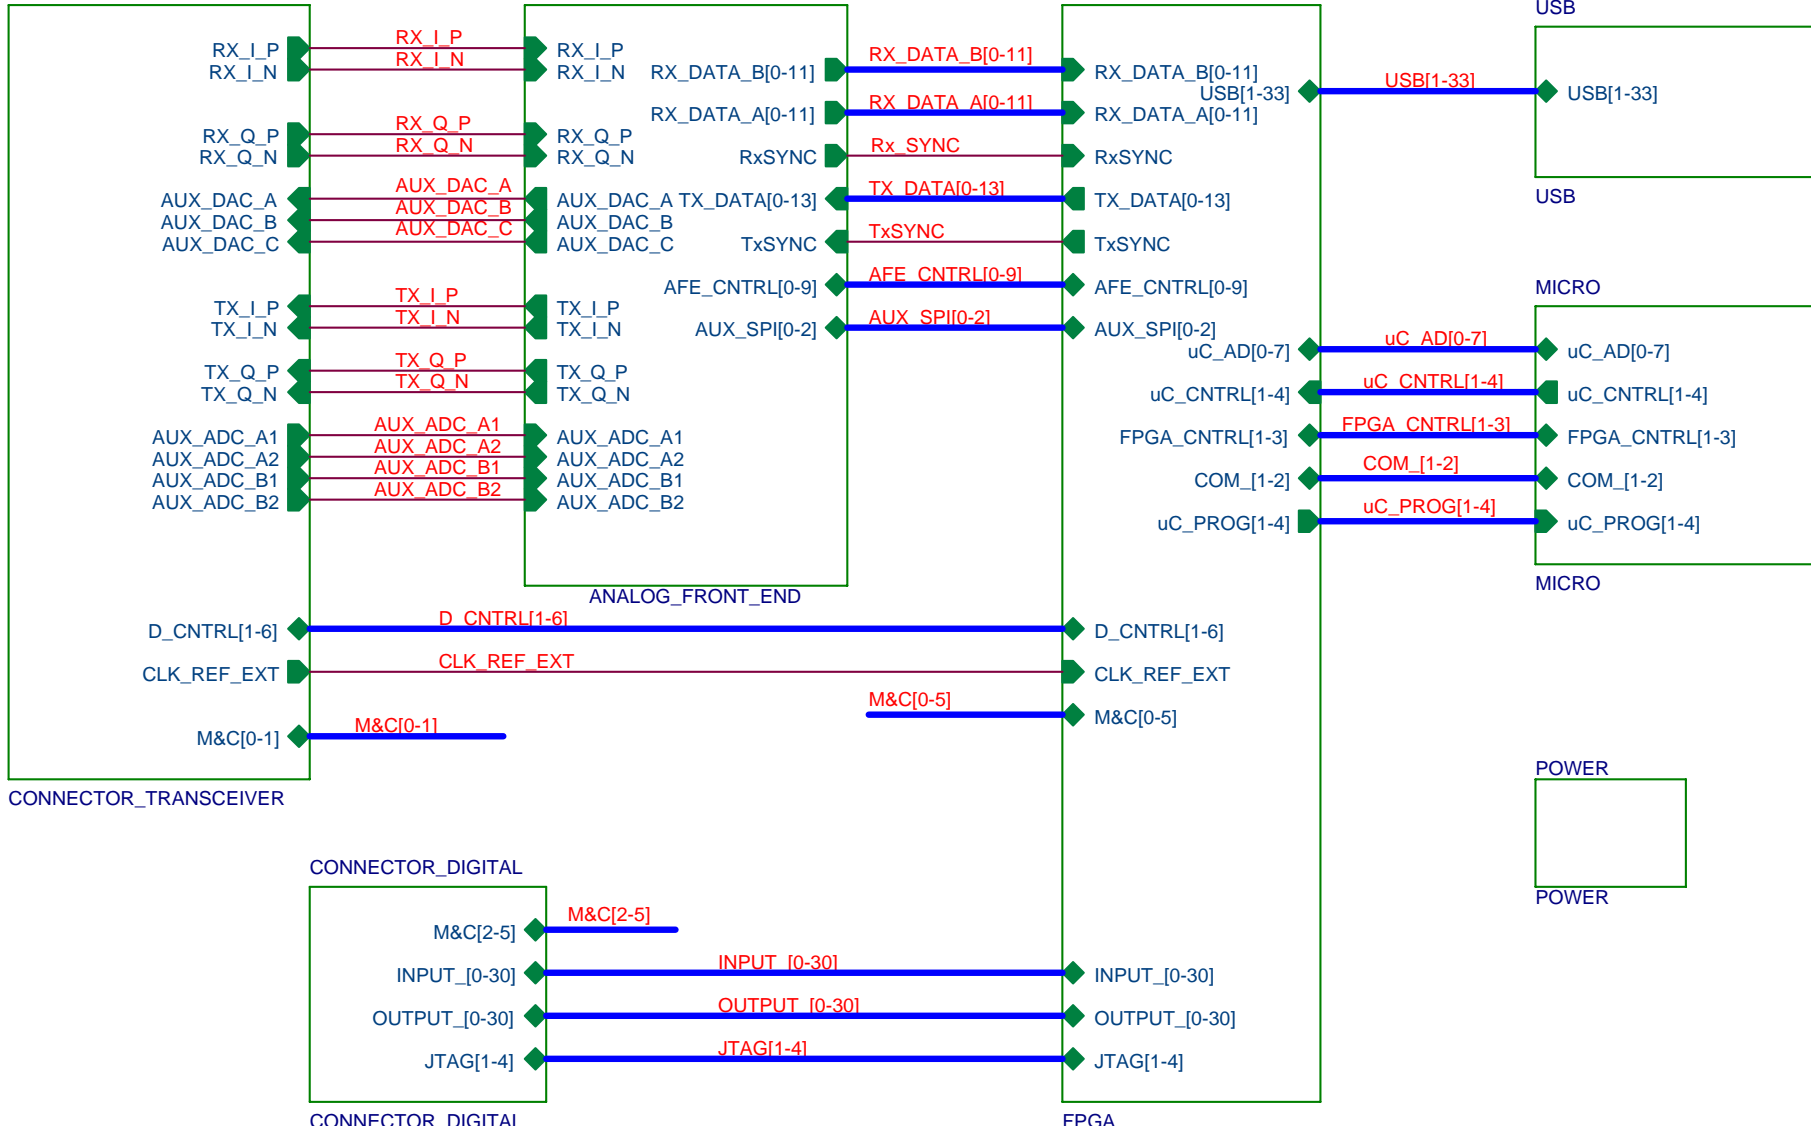 RX_I_P
RX_I_N
RX_Q_P
RX_Q_N
AUX_DAC_A
AUX_DAC_B
AUX_DAC_C
TX_I_P
TX_I_N
TX_Q_P
TX_Q_N
AUX_ADC_A1
AUX_ADC_A2
AUX_ADC_B1
AUX_ADC_B2
D_CNTRL[1-6]
CLK_REF_EXT
M&C[0-1]
CONNECTOR_TRANSCEIVER
RX_I_P
RX_I_N
RX_Q_P
RX_Q_N
AUX_DAC_A
AUX_DAC_B
AUX_DAC_C
TX_I_P
TX_I_N
TX_Q_P
TX_Q_N
AUX_ADC_A1
AUX_ADC_A2
AUX_ADC_B1
AUX_ADC_B2
D_CNTRL[1-6]
CLK_REF_EXT
M&C[0-1]
RX_I_P
RX_I_N
RX_Q_P
RX_Q_N
AUX_DAC_A
AUX_DAC_B
AUX_DAC_C
TX_I_P
TX_I_N
TX_Q_P
TX_Q_N
AUX_ADC_A1
AUX_ADC_A2
AUX_ADC_B1
AUX_ADC_B2
RX_DATA_B[0-11]
RX_DATA_A[0-11]
RxSYNC
TX_DATA[0-13]
TxSYNC
AFE_CNTRL[0-9]
AUX_SPI[0-2]
ANALOG_FRONT_END
RX_DATA_B[0-11]
RX_DATA_A[0-11]
Rx_SYNC
TX_DATA[0-13]
TxSYNC
AFE_CNTRL[0-9]
AUX_SPI[0-2]
M&C[0-5]
RX_DATA_B[0-11]
RX_DATA_A[0-11]
RxSYNC
TX_DATA[0-13]
TxSYNC
AFE_CNTRL[0-9]
AUX_SPI[0-2]
D_CNTRL[1-6]
CLK_REF_EXT
M&C[0-5]
INPUT_[0-30]
OUTPUT_[0-30]
JTAG[1-4]
USB[1-33]
uC_AD[0-7]
uC_CNTRL[1-4]
FPGA_CNTRL[1-3]
COM_[1-2]
uC_PROG[1-4]
FPGA
USB[1-33]
uC_AD[0-7]
uC_CNTRL[1-4]
FPGA_CNTRL[1-3]
COM_[1-2]
uC_PROG[1-4]
USB
USB[1-33]
USB
MICRO
uC_AD[0-7]
uC_CNTRL[1-4]
FPGA_CNTRL[1-3]
COM_[1-2]
uC_PROG[1-4]
MICRO
POWER
POWER
CONNECTOR_DIGITAL
M&C[2-5]
INPUT_[0-30]
OUTPUT_[0-30]
JTAG[1-4]
CONNECTOR_DIGITAL
M&C[2-5]
INPUT_[0-30]
OUTPUT_[0-30]
JTAG[1-4]